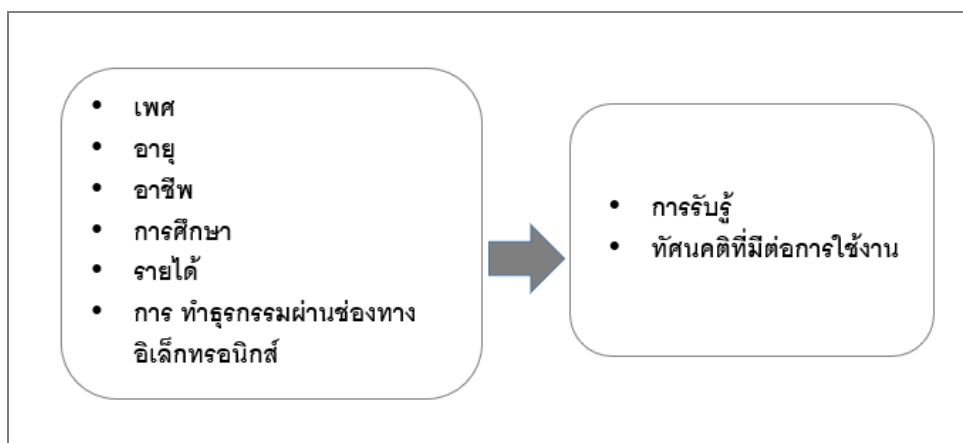 • เพศ
• อายุ
• อาชีพ
• การศึกษา
• รายได้
• การ ทำธุรกรรมผ่านช่องทาง
อิเล็กทรอนิกส์
• การรับรู้
• ทัศนคติที่มีต่อการใช้งาน